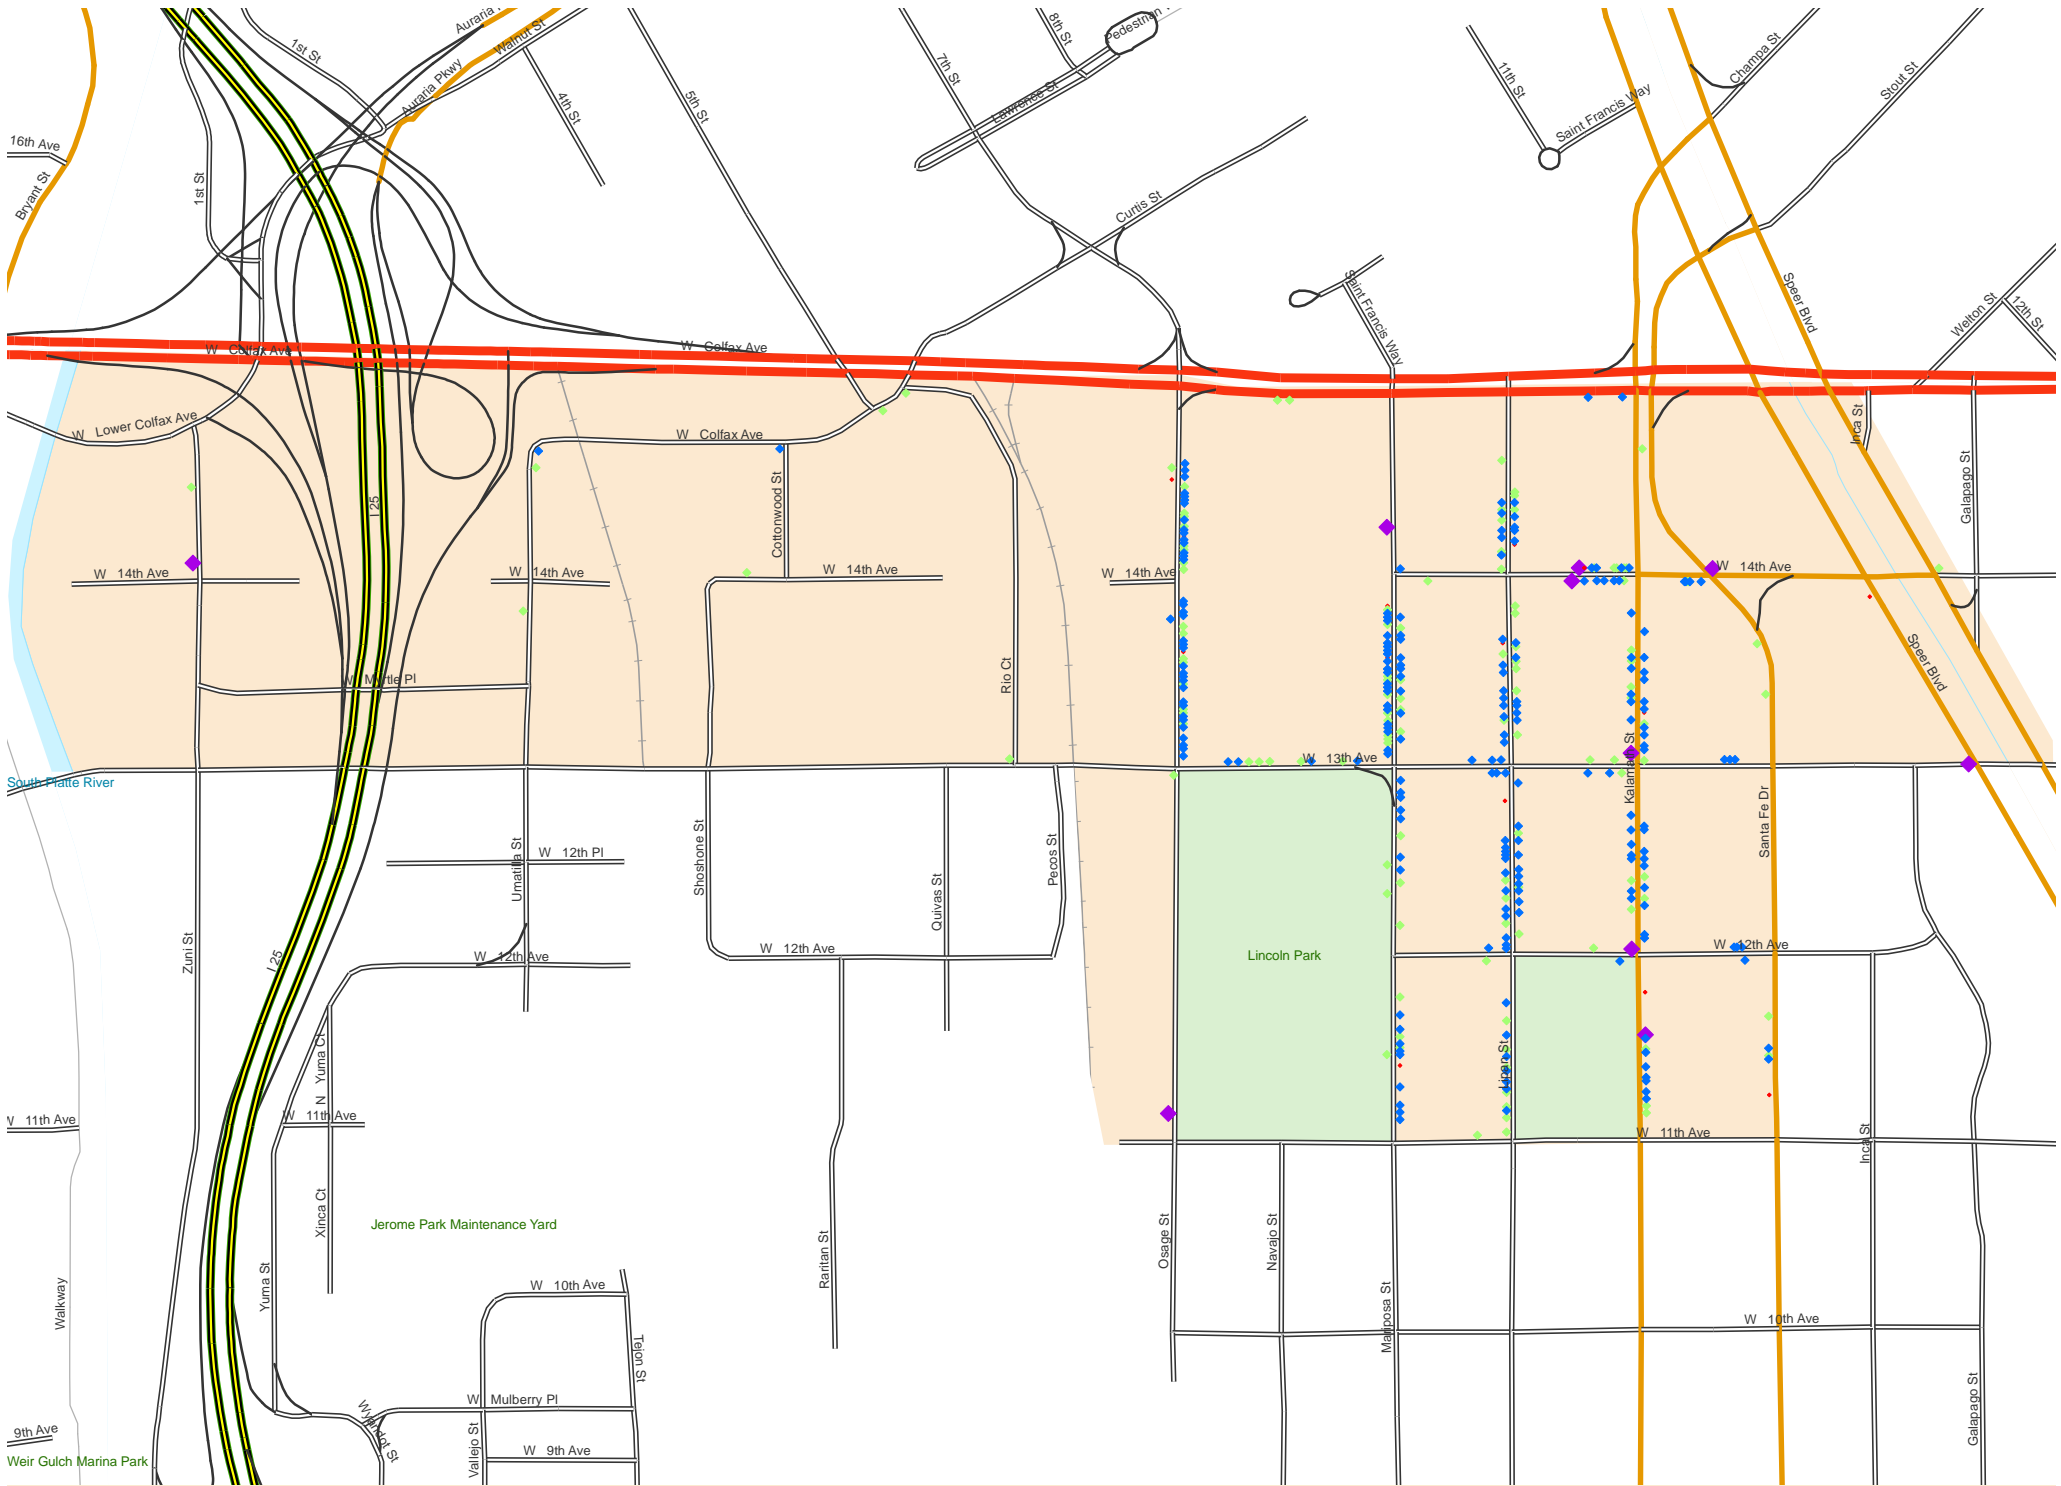 Auraria
Walnut St
1st St
Auraria Pkwy
4th St
5th St
7th St
8th St
Pedestrian
Lawrence St
11th St
Saint Francis Way
Champa St
Stout St
16th Ave
Bryant St
1st St
Curtis St
Saint Francis Way
Speer Blvd
Welton St
12th St
W Colfax Ave
W Colfax Ave
W Lower Colfax Ave
W Colfax Ave
Inca St
Galapago St
I 25
Cottonwood St
W 14th Ave
W 14th Ave
W 14th Ave
W 14th Ave
W 14th Ave
W Myrtle Pl
Rio Ct
Speer Blvd
W 13th Ave
Kalamath St
South Platte River
Santa Fe Dr
Umatilla St
W 12th Pl
Shoshone St
Quivas St
Pecos St
Zuni St
I 25
W 12th Ave
W 12th Ave
Lincoln Park
W 12th Ave
N Yuma Ct
Lipan St
W 11th Ave
W 11th Ave
W 11th Ave
Inca St
Xinca Ct
Jerome Park Maintenance Yard
Raritan St
Osage St
Navajo St
Mariposa St
Walkway
Yuma St
W 10th Ave
W 10th Ave
Tejon St
Galapago St
W Mulberry Pl
Wyandot St
Vallejo St
W 9th Ave
9th Ave
Weir Gulch Marina Park